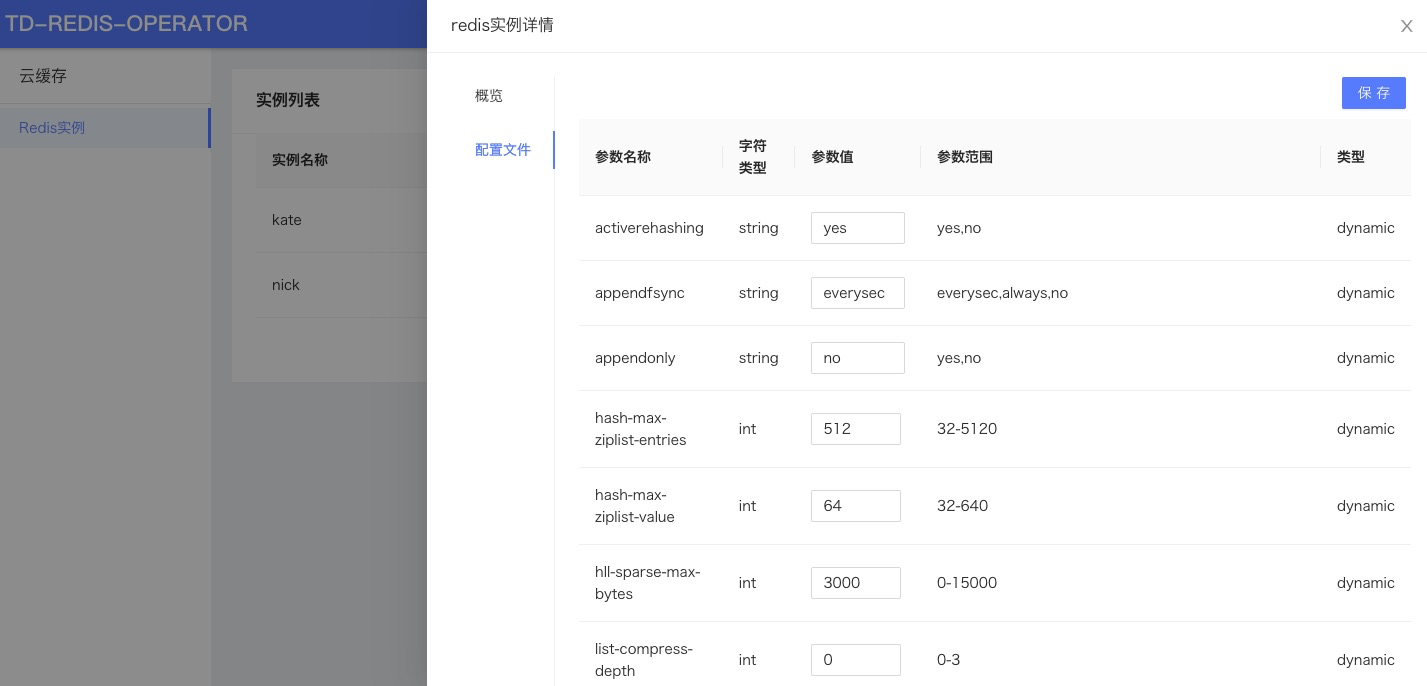 TD-REDIS-OPERATOR
云缓存
Redis实例
实例列表
实例名称
kate
nick
redis实例详情
概览
配置文件
保 存
参数名称 字符类型 参数值 参数范围 类型
activerehashing string yes yes,no dynamic
appendfsync string everysec everysec,always,no dynamic
appendonly string no yes,no dynamic
hash-max-
ziplist-entries int 512 32-5120 dynamic
hash-max-
ziplist-value int 64 32-640 dynamic
hll-sparse-max-
bytes int 3000 0-15000 dynamic
list-compress-
depth int 0 0-3 dynamic